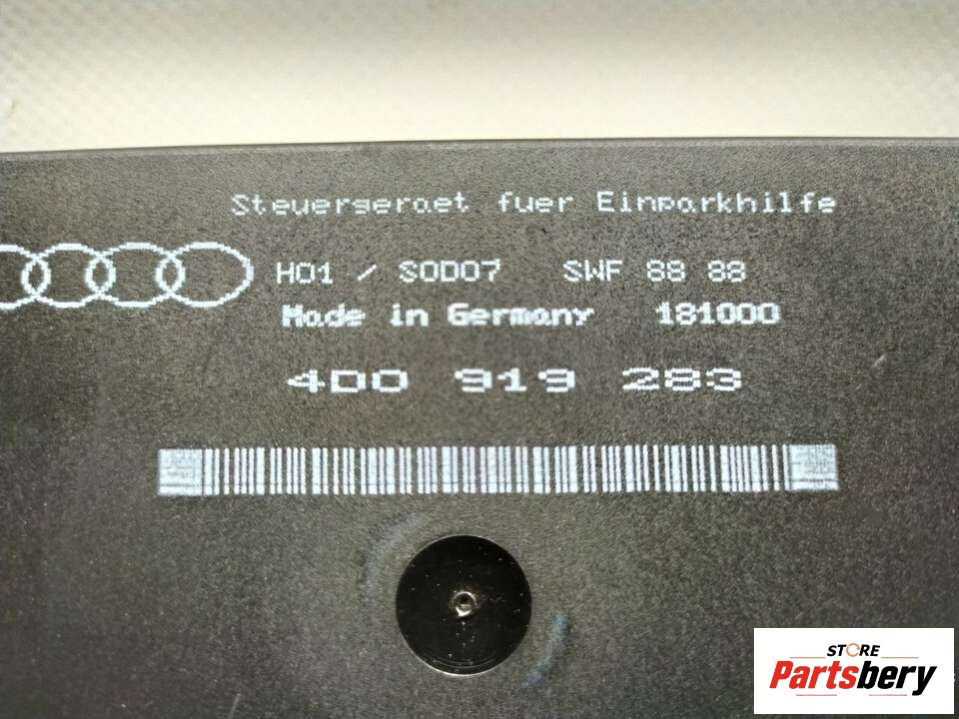 Steuergeraet fuer Einparkhilfe
H01 / S0D07 SWF 88 88
Made in Germany 181000
4D0 919 283
STORE
Partsbery